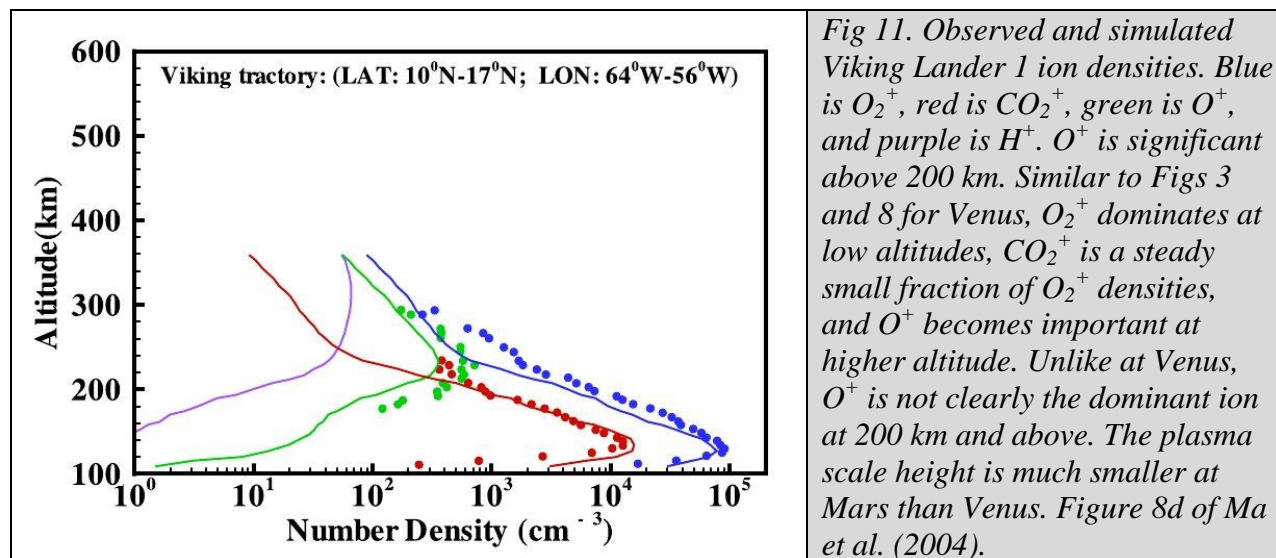 600
Viking tractory: (LAT: 10⁰N-17⁰N; LON: 64⁰W-56⁰W)
500
400
300
200
100
Altitude(km)
10⁰ 10¹ 10² 10³ 10⁴ 10⁵
Number Density (cm⁻³)
Fig 11. Observed and simulated
Viking Lander 1 ion densities. Blue
is O₂⁺, red is CO₂⁺, green is O⁺,
and purple is H⁺. O⁺ is significant
above 200 km. Similar to Figs 3
and 8 for Venus, O₂⁺ dominates at
low altitudes, CO₂⁺ is a steady
small fraction of O₂⁺ densities,
and O⁺ becomes important at
higher altitude. Unlike at Venus,
O⁺ is not clearly the dominant ion
at 200 km and above. The plasma
scale height is much smaller at
Mars than Venus. Figure 8d of Ma
et al. (2004).